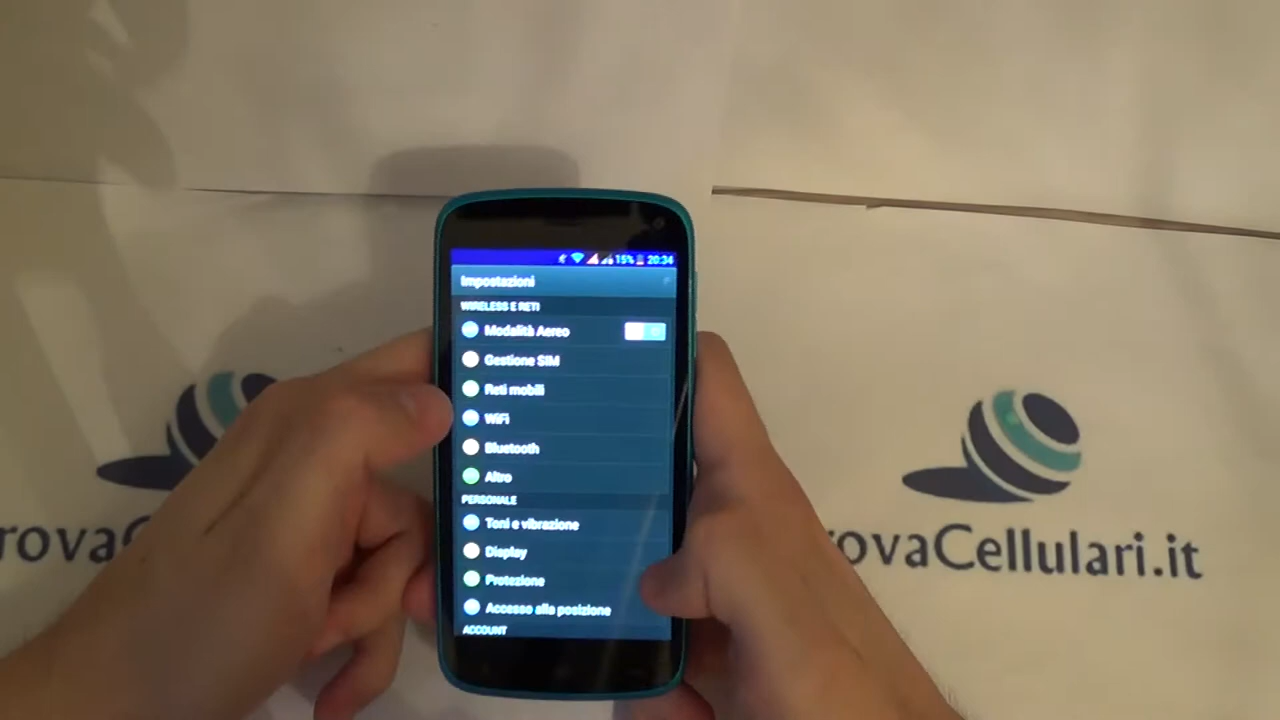 15% 20:34
Impostazioni
WIRELESS E RETI
Modalità Aereo
Gestione SIM
Reti mobili
WiFi
Bluetooth
Altro
PERSONALE
Toni e vibrazione
Display
Protezione
Accesso alla posizione
ACCOUNT
rovaC
rovaCellulari.it